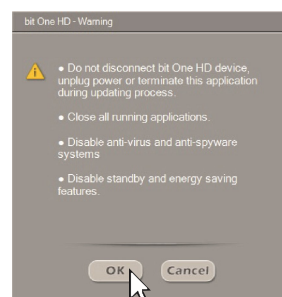 bit One HD - Warning
● Do not disconnect bit One HD device,
unplug power or terminate this application
during updating process.
● Close all running applications.
● Disable anti-virus and anti-spyware
systems
● Disable standby and energy saving
features.
OK Cancel